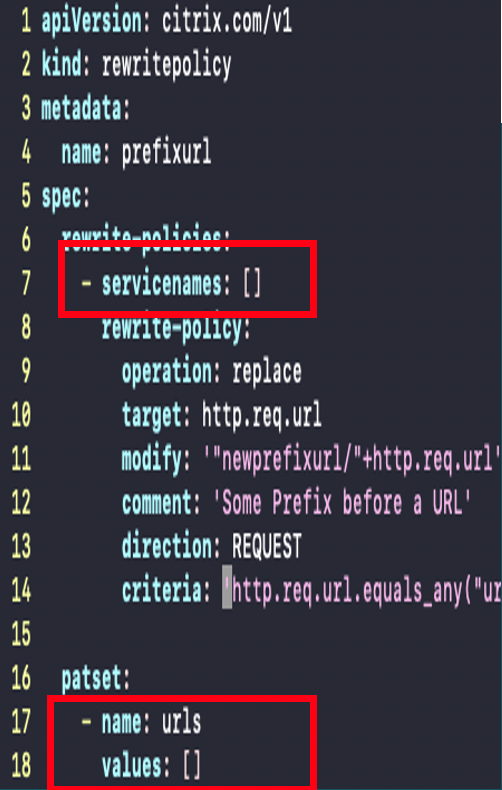 1 apiVersion: citrix.com/v1
2 kind: rewritepolicy
3 metadata:
4 name: prefixurl
5 spec:
6 rewrite-policies:
7 - servicenames: []
8 rewrite-policy:
9 operation: replace
10 target: http.req.url
11 modify: '"newprefixurl/"+http.req.url'
12 comment: 'Some Prefix before a URL'
13 direction: REQUEST
14 criteria: 'http.req.url.equals_any("ur
15
16 patset:
17 - name: urls
18 values: []